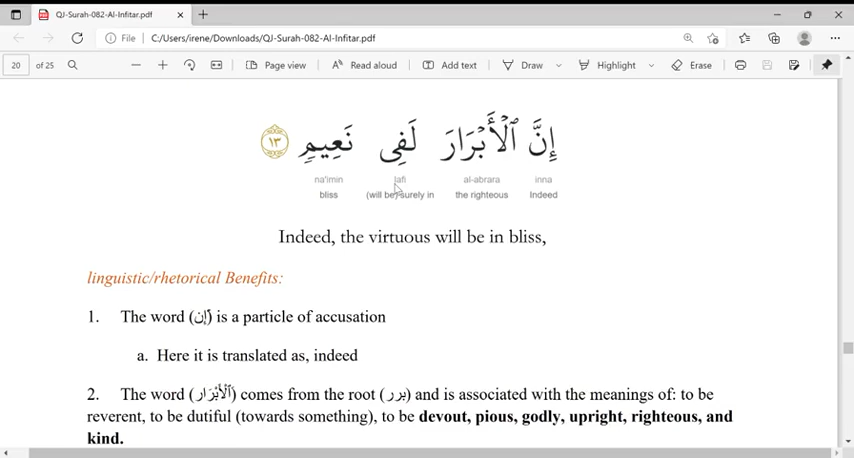 QJ-Surah-082-Al-Infitar.pdf
File C:/Users/irene/Downloads/QJ-Surah-082-Al-Infitar.pdf
20 of 25 Page view Read aloud Add text Draw Highlight Erase
إِنَّ ٱلْأَبْرَارَ لَفِى نَعِيمٍۢ ١٣
na'imin lafi al-abrara inna
bliss (will be) surely in the righteous Indeed
Indeed, the virtuous will be in bliss,
linguistic/rhetorical Benefits:
1. The word (إِن) is a particle of accusation
a. Here it is translated as, indeed
2. The word (ٱلْأَبْرَار) comes from the root (برر) and is associated with the meanings of: to be
reverent, to be dutiful (towards something), to be devout, pious, godly, upright, righteous, and
kind.